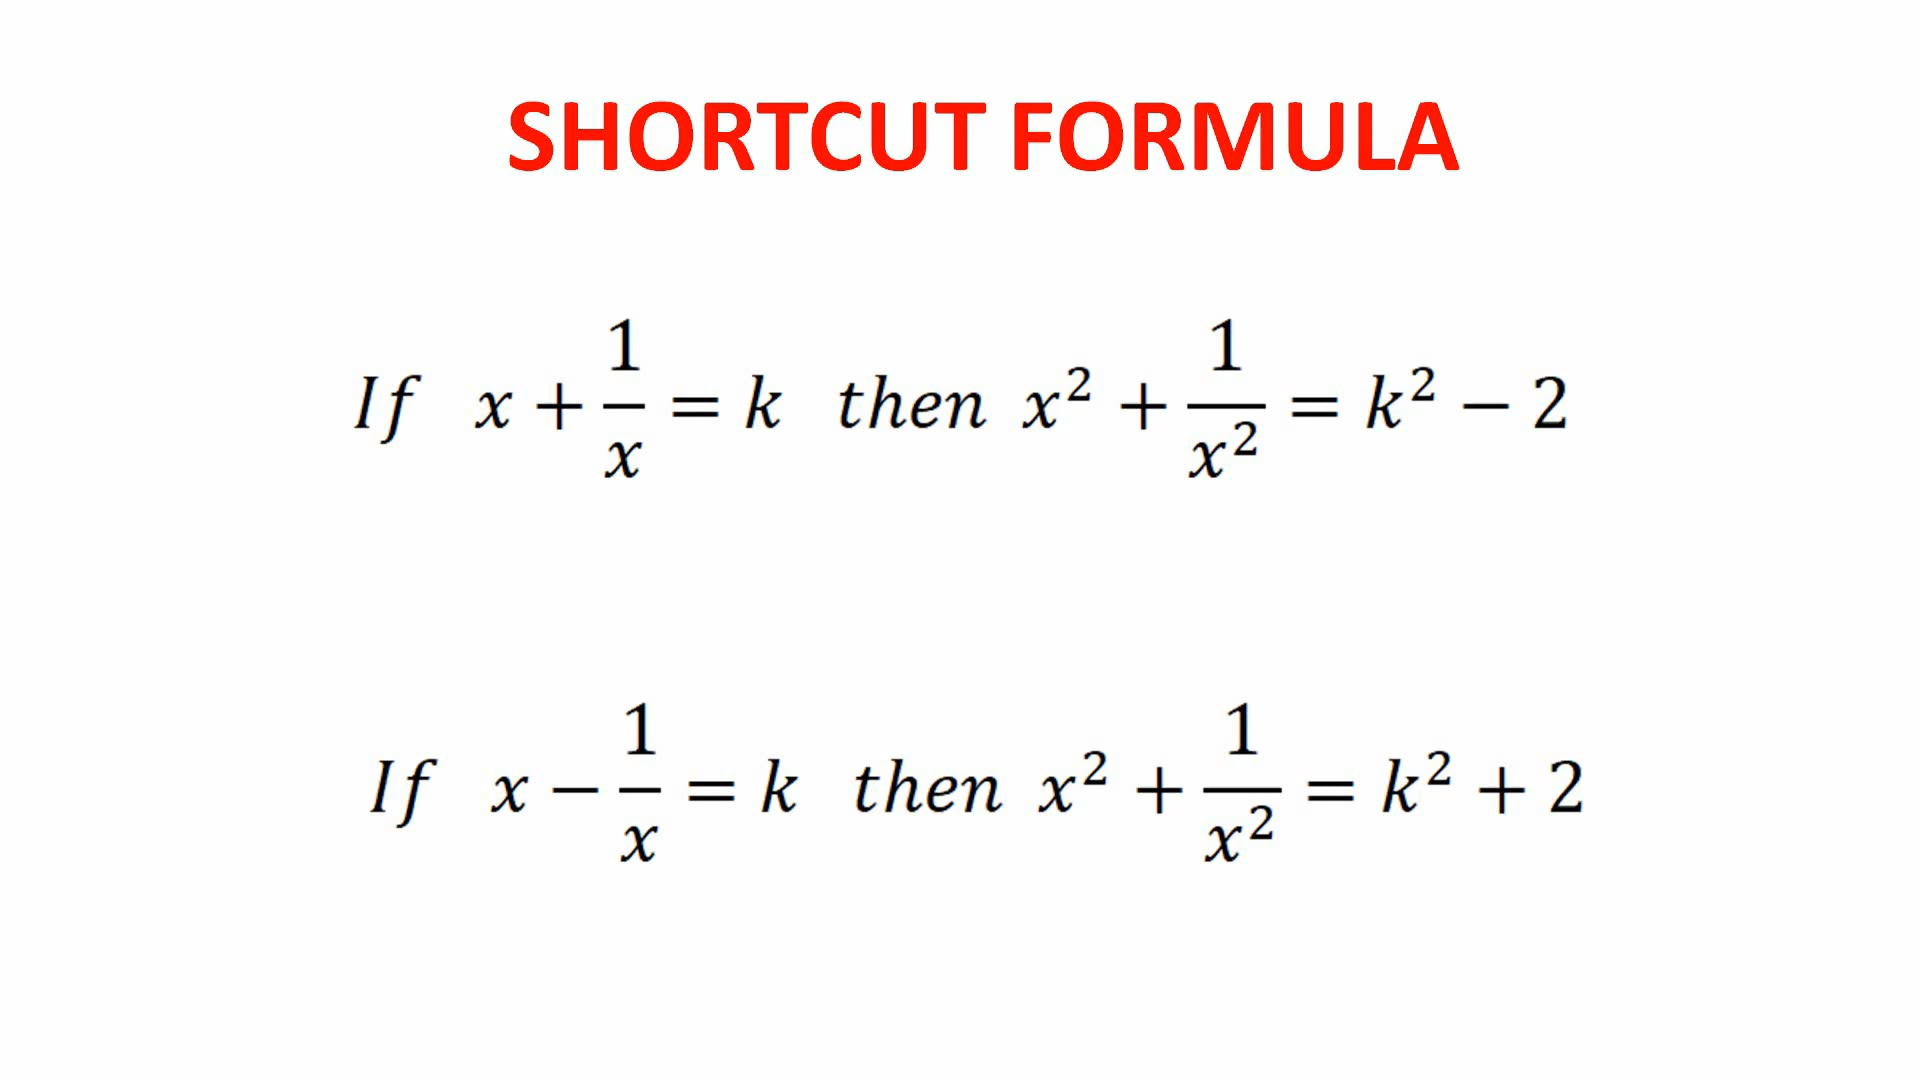 SHORTCUT FORMULA
If x + 1/x = k then x² + 1/x² = k² − 2
If x − 1/x = k then x² + 1/x² = k² + 2